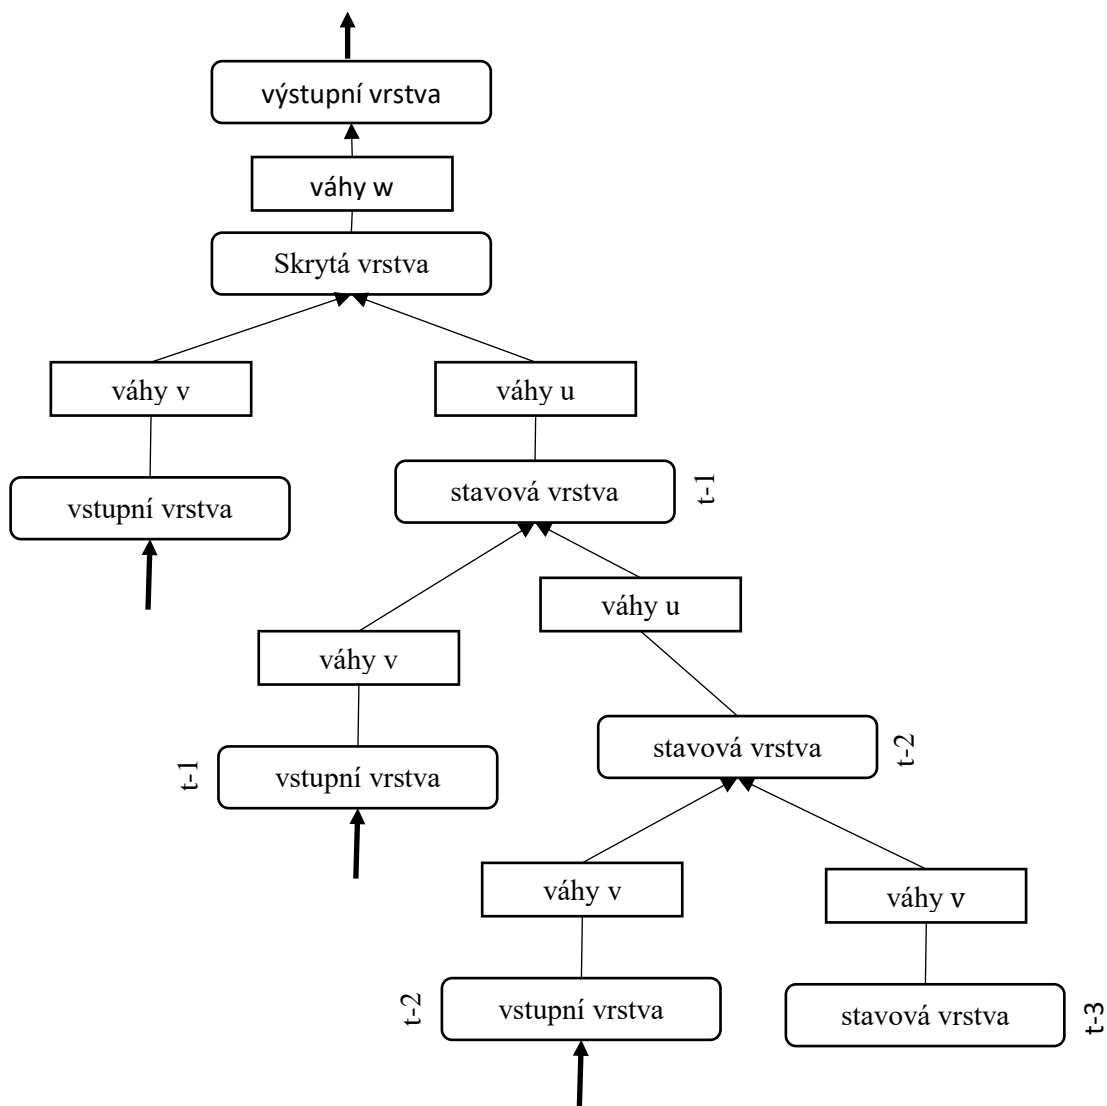 výstupní vrstva
váhy w
Skrytá vrstva
váhy v
váhy u
vstupní vrstva
stavová vrstva
t-1
váhy u
váhy v
stavová vrstva
t-2
t-1
vstupní vrstva
váhy v
váhy v
t-2
vstupní vrstva
stavová vrstva
t-3